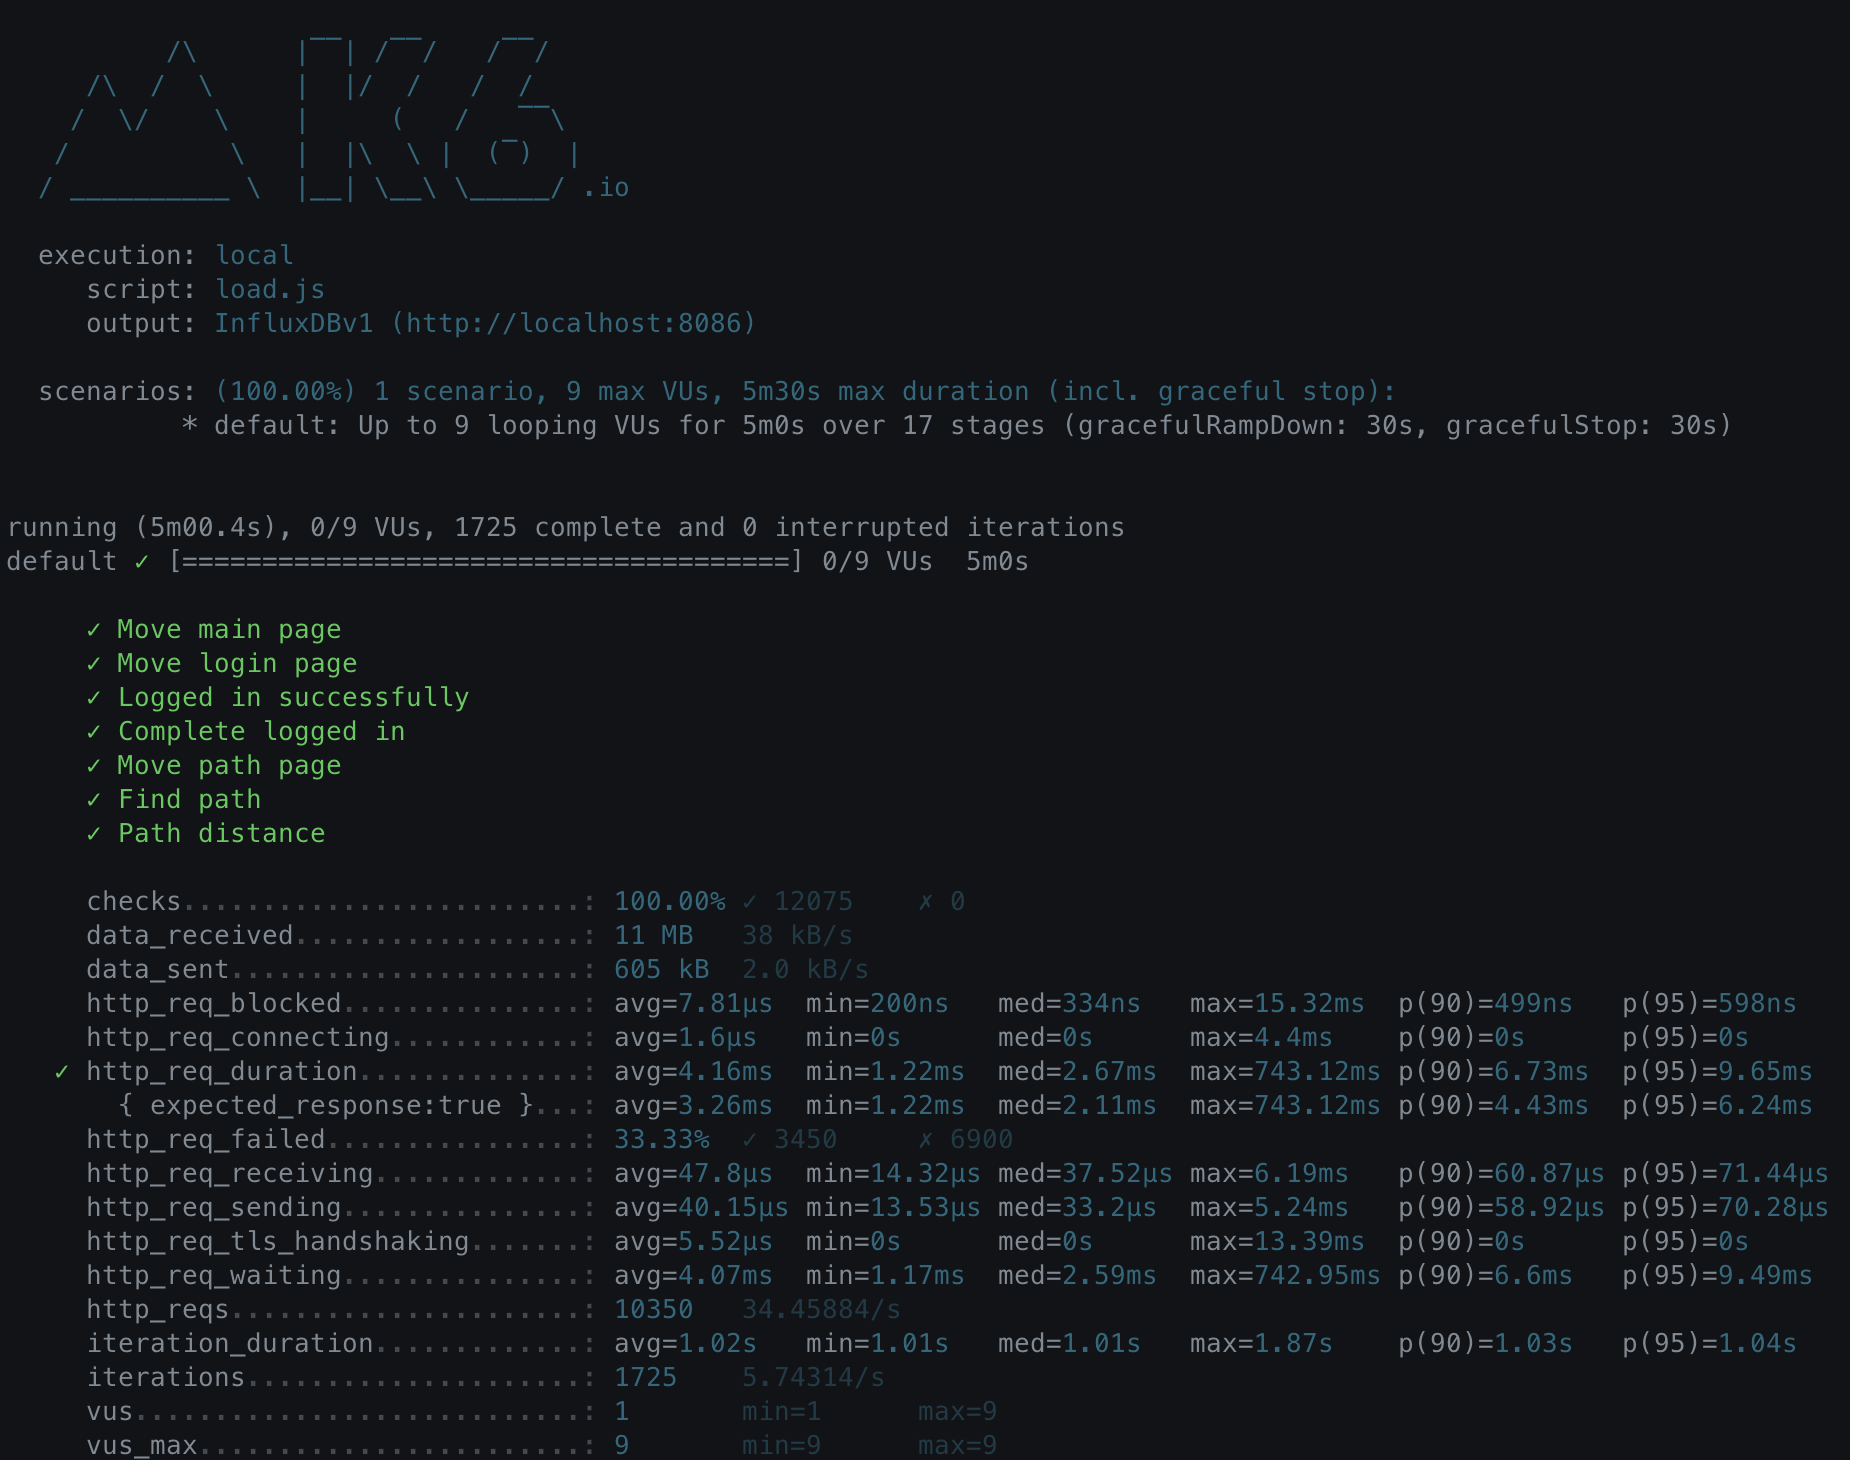 /\      |‾‾| /‾‾/   /‾‾/
     /\  /  \     |  |/  /   /  /
    /  \/    \    |     (   /   ‾‾\
   /          \   |  |\  \ |  (‾)  |
  / __________ \  |__| \__\ \_____/ .io
execution: local
script: load.js
output: InfluxDBv1 (http://localhost:8086)
scenarios: (100.00%) 1 scenario, 9 max VUs, 5m30s max duration (incl. graceful stop):
* default: Up to 9 looping VUs for 5m0s over 17 stages (gracefulRampDown: 30s, gracefulStop: 30s)
running (5m00.4s), 0/9 VUs, 1725 complete and 0 interrupted iterations
default ✓ [======================================] 0/9 VUs  5m0s
✓ Move main page
✓ Move login page
✓ Logged in successfully
✓ Complete logged in
✓ Move path page
✓ Find path
✓ Path distance
checks.........................: 100.00% ✓ 12075    ✗ 0
data_received..................: 11 MB   38 kB/s
data_sent......................: 605 kB  2.0 kB/s
http_req_blocked...............: avg=7.81µs  min=200ns   med=334ns   max=15.32ms  p(90)=499ns   p(95)=598ns
http_req_connecting............: avg=1.6µs   min=0s      med=0s      max=4.4ms    p(90)=0s      p(95)=0s
✓ http_req_duration..............: avg=4.16ms  min=1.22ms  med=2.67ms  max=743.12ms p(90)=6.73ms  p(95)=9.65ms
{ expected_response:true }...: avg=3.26ms  min=1.22ms  med=2.11ms  max=743.12ms p(90)=4.43ms  p(95)=6.24ms
http_req_failed................: 33.33%  ✓ 3450     ✗ 6900
http_req_receiving.............: avg=47.8µs  min=14.32µs med=37.52µs max=6.19ms   p(90)=60.87µs p(95)=71.44µs
http_req_sending...............: avg=40.15µs min=13.53µs med=33.2µs  max=5.24ms   p(90)=58.92µs p(95)=70.28µs
http_req_tls_handshaking.......: avg=5.52µs  min=0s      med=0s      max=13.39ms  p(90)=0s      p(95)=0s
http_req_waiting...............: avg=4.07ms  min=1.17ms  med=2.59ms  max=742.95ms p(90)=6.6ms   p(95)=9.49ms
http_reqs......................: 10350   34.45884/s
iteration_duration.............: avg=1.02s   min=1.01s   med=1.01s   max=1.87s    p(90)=1.03s   p(95)=1.04s
iterations.....................: 1725    5.74314/s
vus............................: 1       min=1      max=9
vus_max........................: 9       min=9      max=9